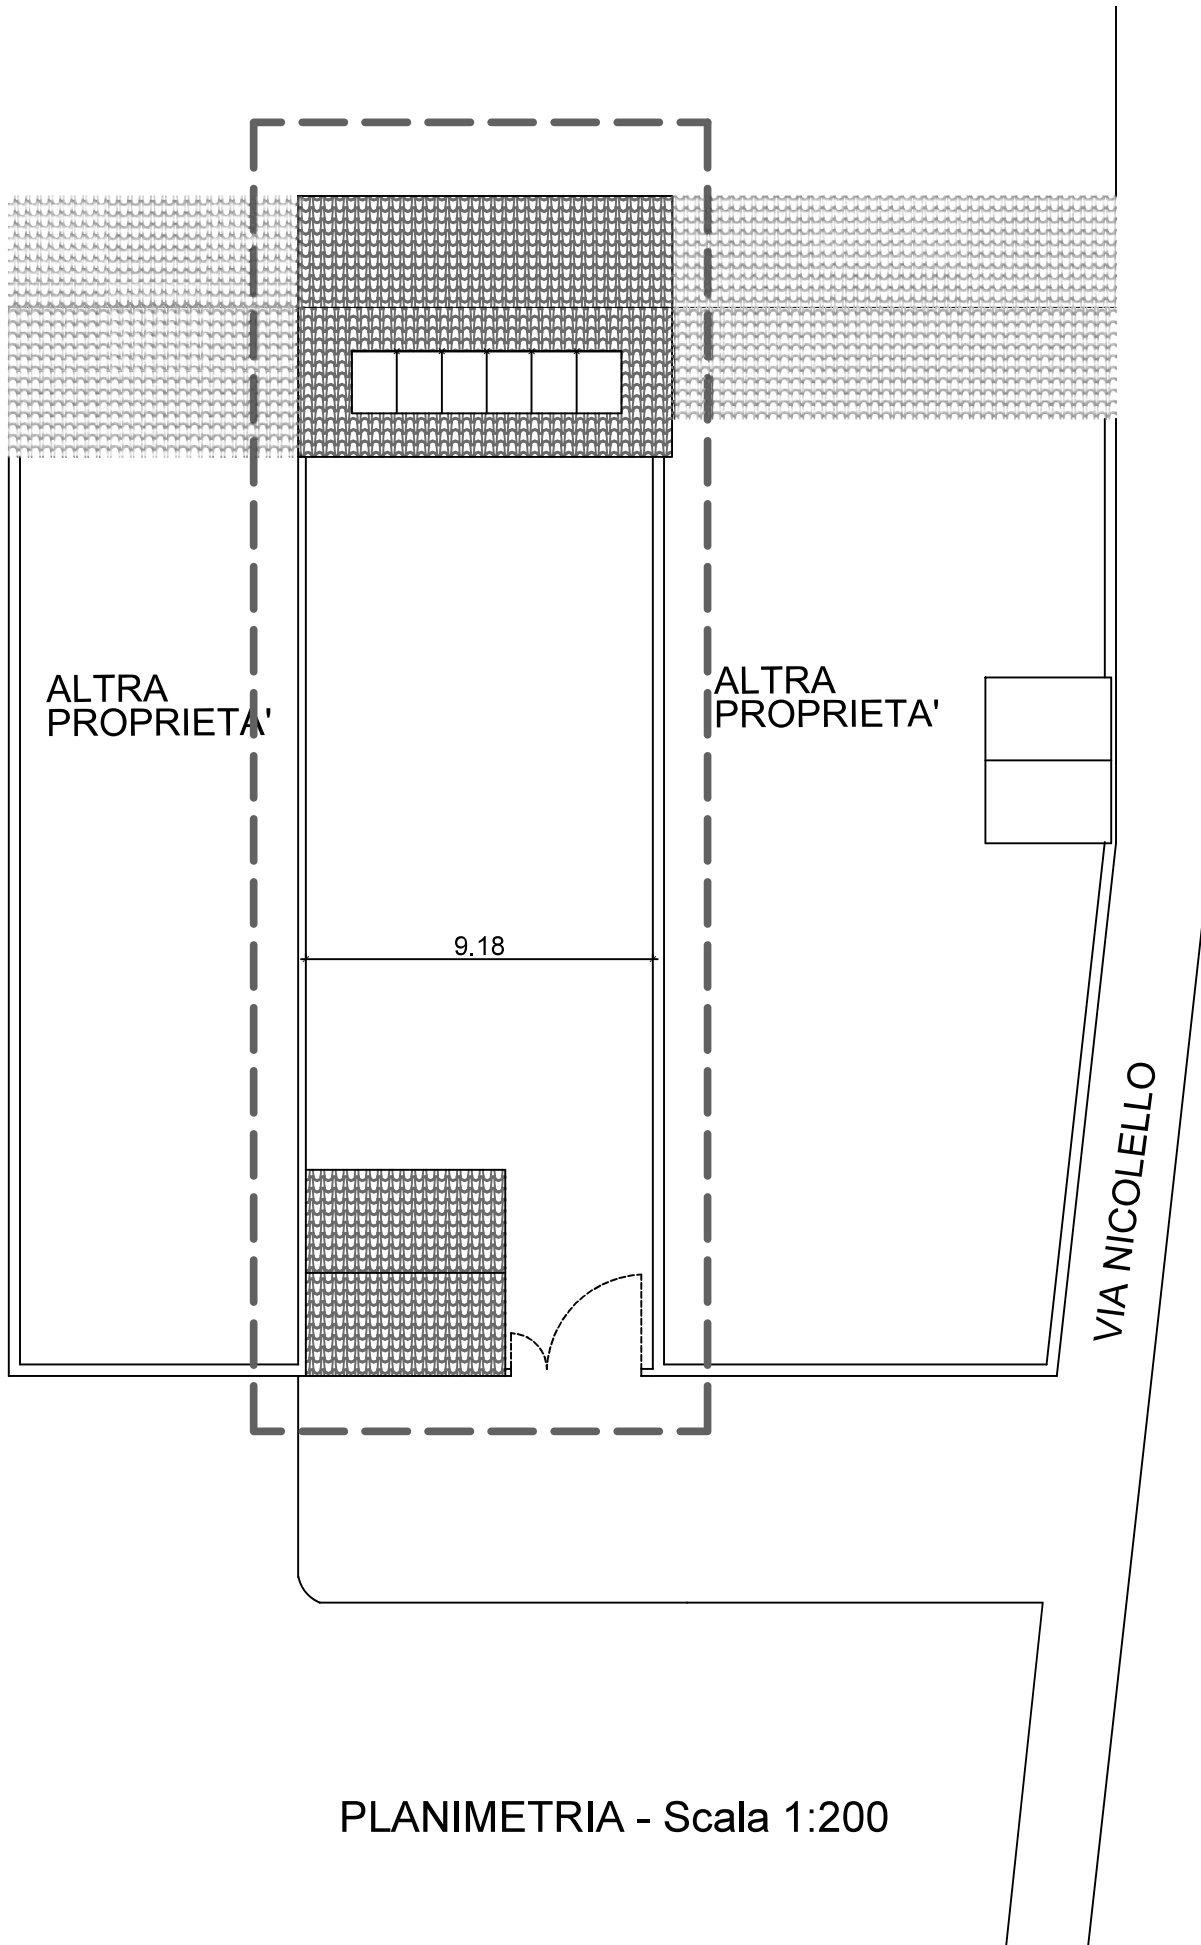 ALTRA
PROPRIETA'
ALTRA
PROPRIETA'
9.18
VIA NICOLELLO
PLANIMETRIA - Scala 1:200